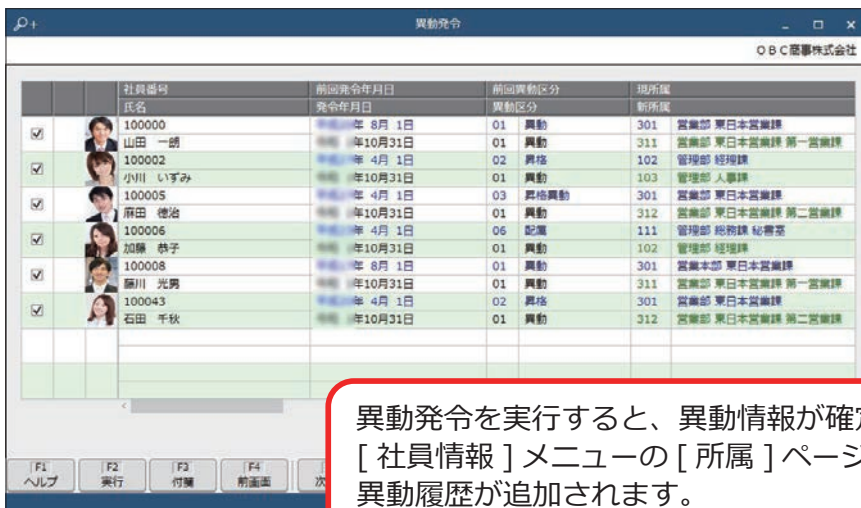 異動発令
OBC商事株式会社
社員番号 前回発令年月日 前回異動区分 現所属
氏名 発令年月日 異動区分 新所属
100000 年 8月 1日 01 異動 301 営業部 東日本営業課
山田 一朗 年10月31日 01 異動 311 営業部 東日本営業課 第一営業課
100002 年 4月 1日 02 昇格 102 管理部 経理課
小川 いずみ 年10月31日 01 異動 103 管理部 人事課
100005 年 4月 1日 03 昇格異動 301 営業部 東日本営業課
麻田 徳治 年10月31日 01 異動 312 営業部 東日本営業課 第二営業課
100006 年 4月 1日 06 配属 111 管理部 総務課 秘書室
加藤 恭子 年10月31日 01 異動 102 管理部 経理課
100008 年 8月 1日 01 異動 301 営業本部 東日本営業課
藤川 光男 年10月31日 01 異動 311 営業部 東日本営業課 第一営業課
100043 年 4月 1日 02 昇格 301 営業部 東日本営業課
石田 千秋 年10月31日 01 異動 312 営業部 東日本営業課 第二営業課
異動発令を実行すると、異動情報が確定
[ 社員情報 ] メニューの [ 所属 ] ページ
異動履歴が追加されます。
F1 F2 F3 F4
ヘルプ 実行 付箋 前画面 次